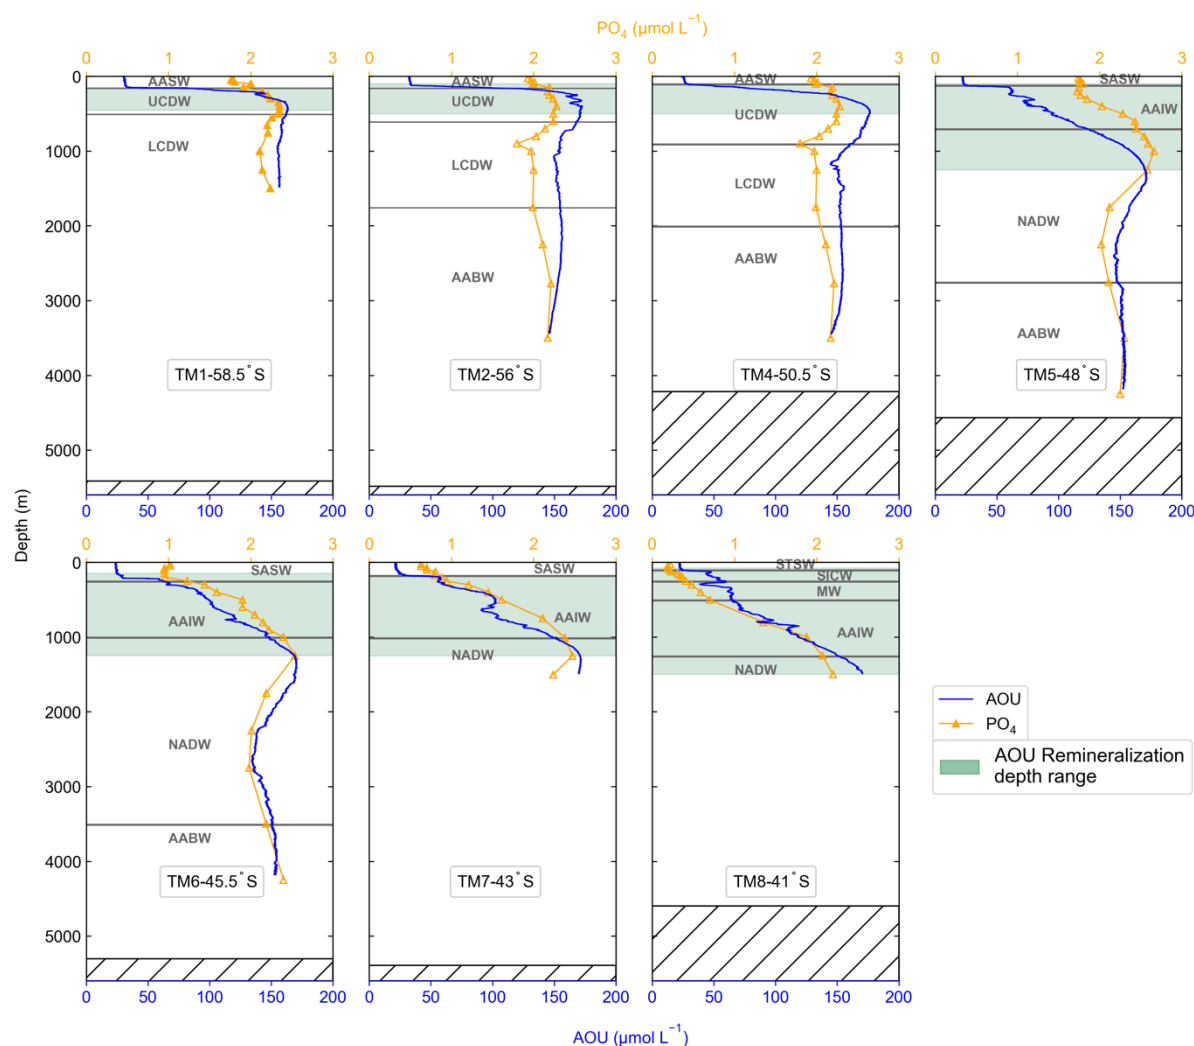 PO₄ (µmol L⁻¹)
0 1 2 3
0 1 2 3
0 1 2 3
0 1 2 3
0
1000
2000
3000
4000
5000
AASW
UCDW
LCDW
TM1-58.5°S
AASW
UCDW
LCDW
AABW
TM2-56°S
AASW
UCDW
LCDW
AABW
TM4-50.5°S
SASW
AAIW
NADW
AABW
TM5-48°S
0 50 100 150 200
0 50 100 150 200
0 50 100 150 200
0 50 100 150 200
Depth (m)
0 1 2 3
0 1 2 3
0 1 2 3
0
1000
2000
3000
4000
5000
SASW
AAIW
NADW
AABW
TM6-45.5°S
SASW
AAIW
NADW
TM7-43°S
STSW
SICW
MW
AAIW
NADW
TM8-41°S
0 50 100 150 200
0 50 100 150 200
0 50 100 150 200
AOU (µmol L⁻¹)
AOU
PO₄
AOU Remineralization
depth range